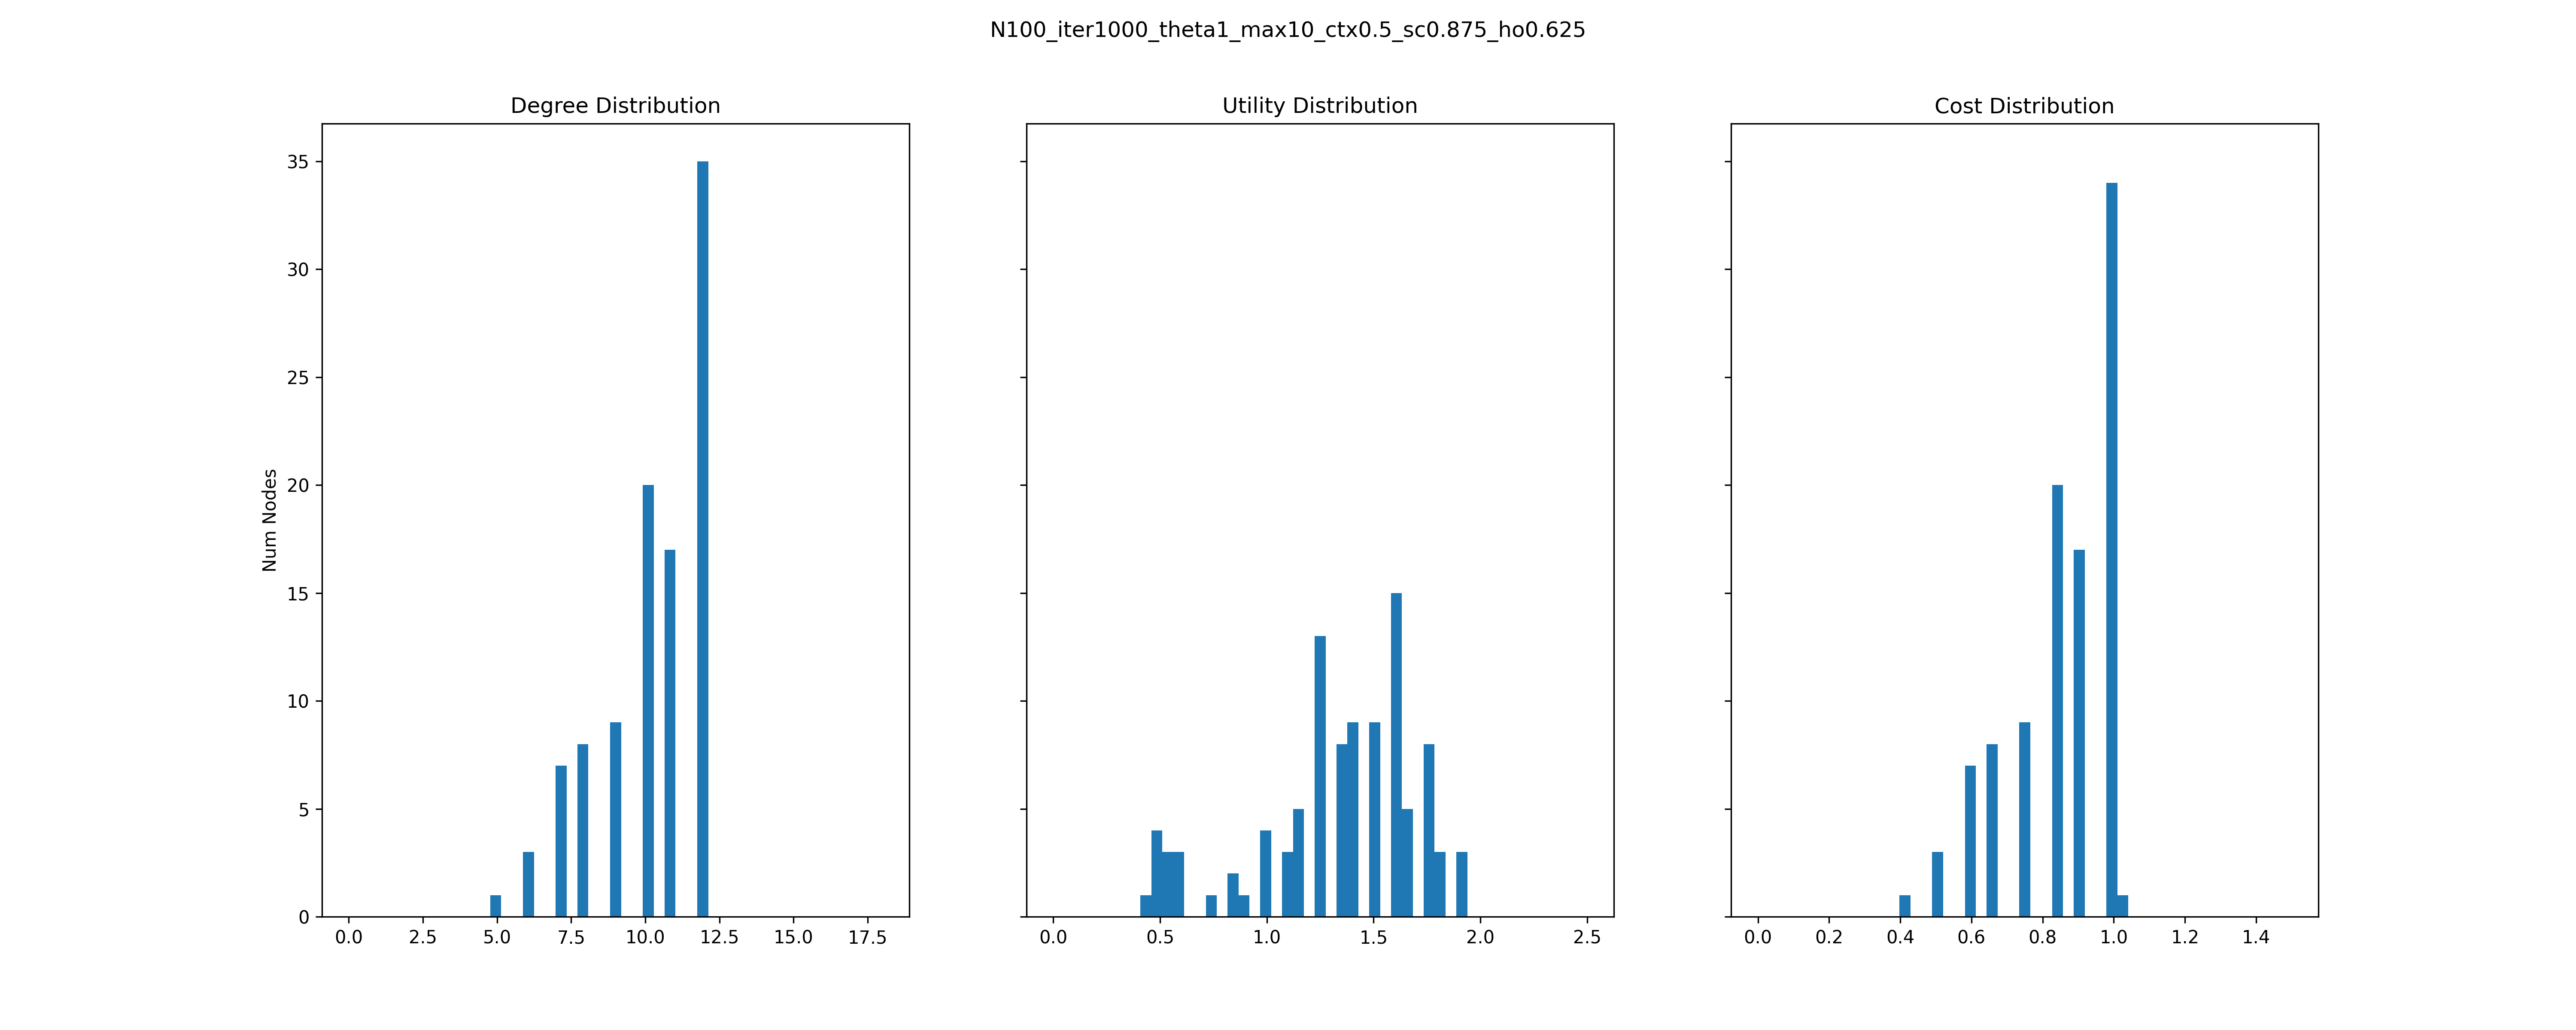 N100_iter1000_theta1_max10_ctx0.5_sc0.875_ho0.625
Degree Distribution
Utility Distribution
Cost Distribution
Num Nodes
35
30
25
20
15
10
5
0
0.0 2.5 5.0 7.5 10.0 12.5 15.0 17.5
0.0 0.5 1.0 1.5 2.0 2.5
0.0 0.2 0.4 0.6 0.8 1.0 1.2 1.4